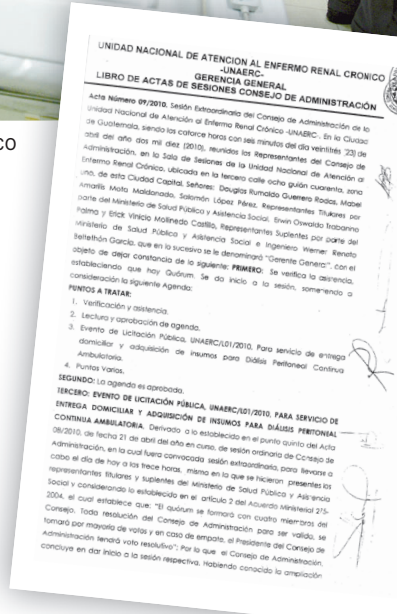 co
UNIDAD NACIONAL DE ATENCION AL ENFERMO RENAL CRONICO
-UNAERC-
GERENCIA GENERAL
LIBRO DE ACTAS DE SESIONES CONSEJO DE ADMINISTRACIÓN
Acta Número 09/2010. Sesión Extraordinaria del Consejo de Administración de la
Unidad Nacional de Atención al Enfermo Renal Crónico -UNAERC-. En la Ciudad
de Guatemala, siendo las catorce horas con seis minutos del día veintitrés (23) de
abril del año dos mil diez (2010), reunidos los Representantes del Consejo de
Administración, en la Sala de Sesiones de la Unidad Nacional de Atención al
Enfermo Renal Crónico, ubicada en la tercera calle ocho guión cuarenta, zona
uno, de esta Ciudad Capital, Señores: Douglas Rumualdo Guerrero Rodas, Mabel
Amarilis Mota Maldonado, Salomón López Pérez, Representantes Titulares por
parte del Ministerio de Salud Pública y Asistencia Social, Erwin Oswaldo Trabanino
Palma y Erick Vinicio Molinedo Castillo, Representantes Suplentes por parte del
Ministerio de Salud Pública y Asistencia Social e Ingeniero Werner Reneto
Beltethón García, que en lo sucesivo se le denominará "Gerente General", con el
objeto de dejar constancia de lo siguiente: PRIMERO: Se verifica la asistencia,
estableciendo que hoy Quórum. Se da inicio a la sesión, sometiendo a
consideración la siguiente Agenda:
PUNTOS A TRATAR:
1. Verificación y asistencia.
2. Lectura y aprobación de agenda.
3. Evento de Licitación Pública, UNAERC/L01/2010, Para servicio de entrega
domiciliar y adquisición de insumos para Diálisis Peritoneal Continua
Ambulatoria.
4. Puntos Varios.
SEGUNDO: La agenda es aprobada.
TERCERO: EVENTO DE LICITACIÓN PÚBLICA, UNAERC/L01/2010, PARA SERVICIO DE
ENTREGA DOMICILIAR Y ADQUISICIÓN DE INSUMOS PARA DIÁLISIS PERITONEAL
CONTINUA AMBULATORIA. Derivado a lo establecido en el punto quinto del Acta
08/2010, de fecha 21 de abril del año en curso, de sesión ordinaria de Consejo de
Administración, en la cual fuera convocada sesión extraordinaria, para llevarse a
cabo el día de hoy a las trece horas, mismo en la que se hicieron presentes los
representantes titulares y suplentes del Ministerio de Salud Pública y Asistencia
Social y considerando lo establecido en el artículo 2 del Acuerdo Ministerial 275-
2004, el cual establece que: "El quórum se formará con cuatro miembros del
Consejo. Toda resolución del Consejo de Administración para ser valida, se
tomará por mayoría de votos y en caso de empate, el Presidente del Consejo de
Administración tendrá voto resolutivo"; Por lo que el Consejo de Administración,
concluye en dar inicio a la sesión respectiva. Habiendo conocido la ampliación